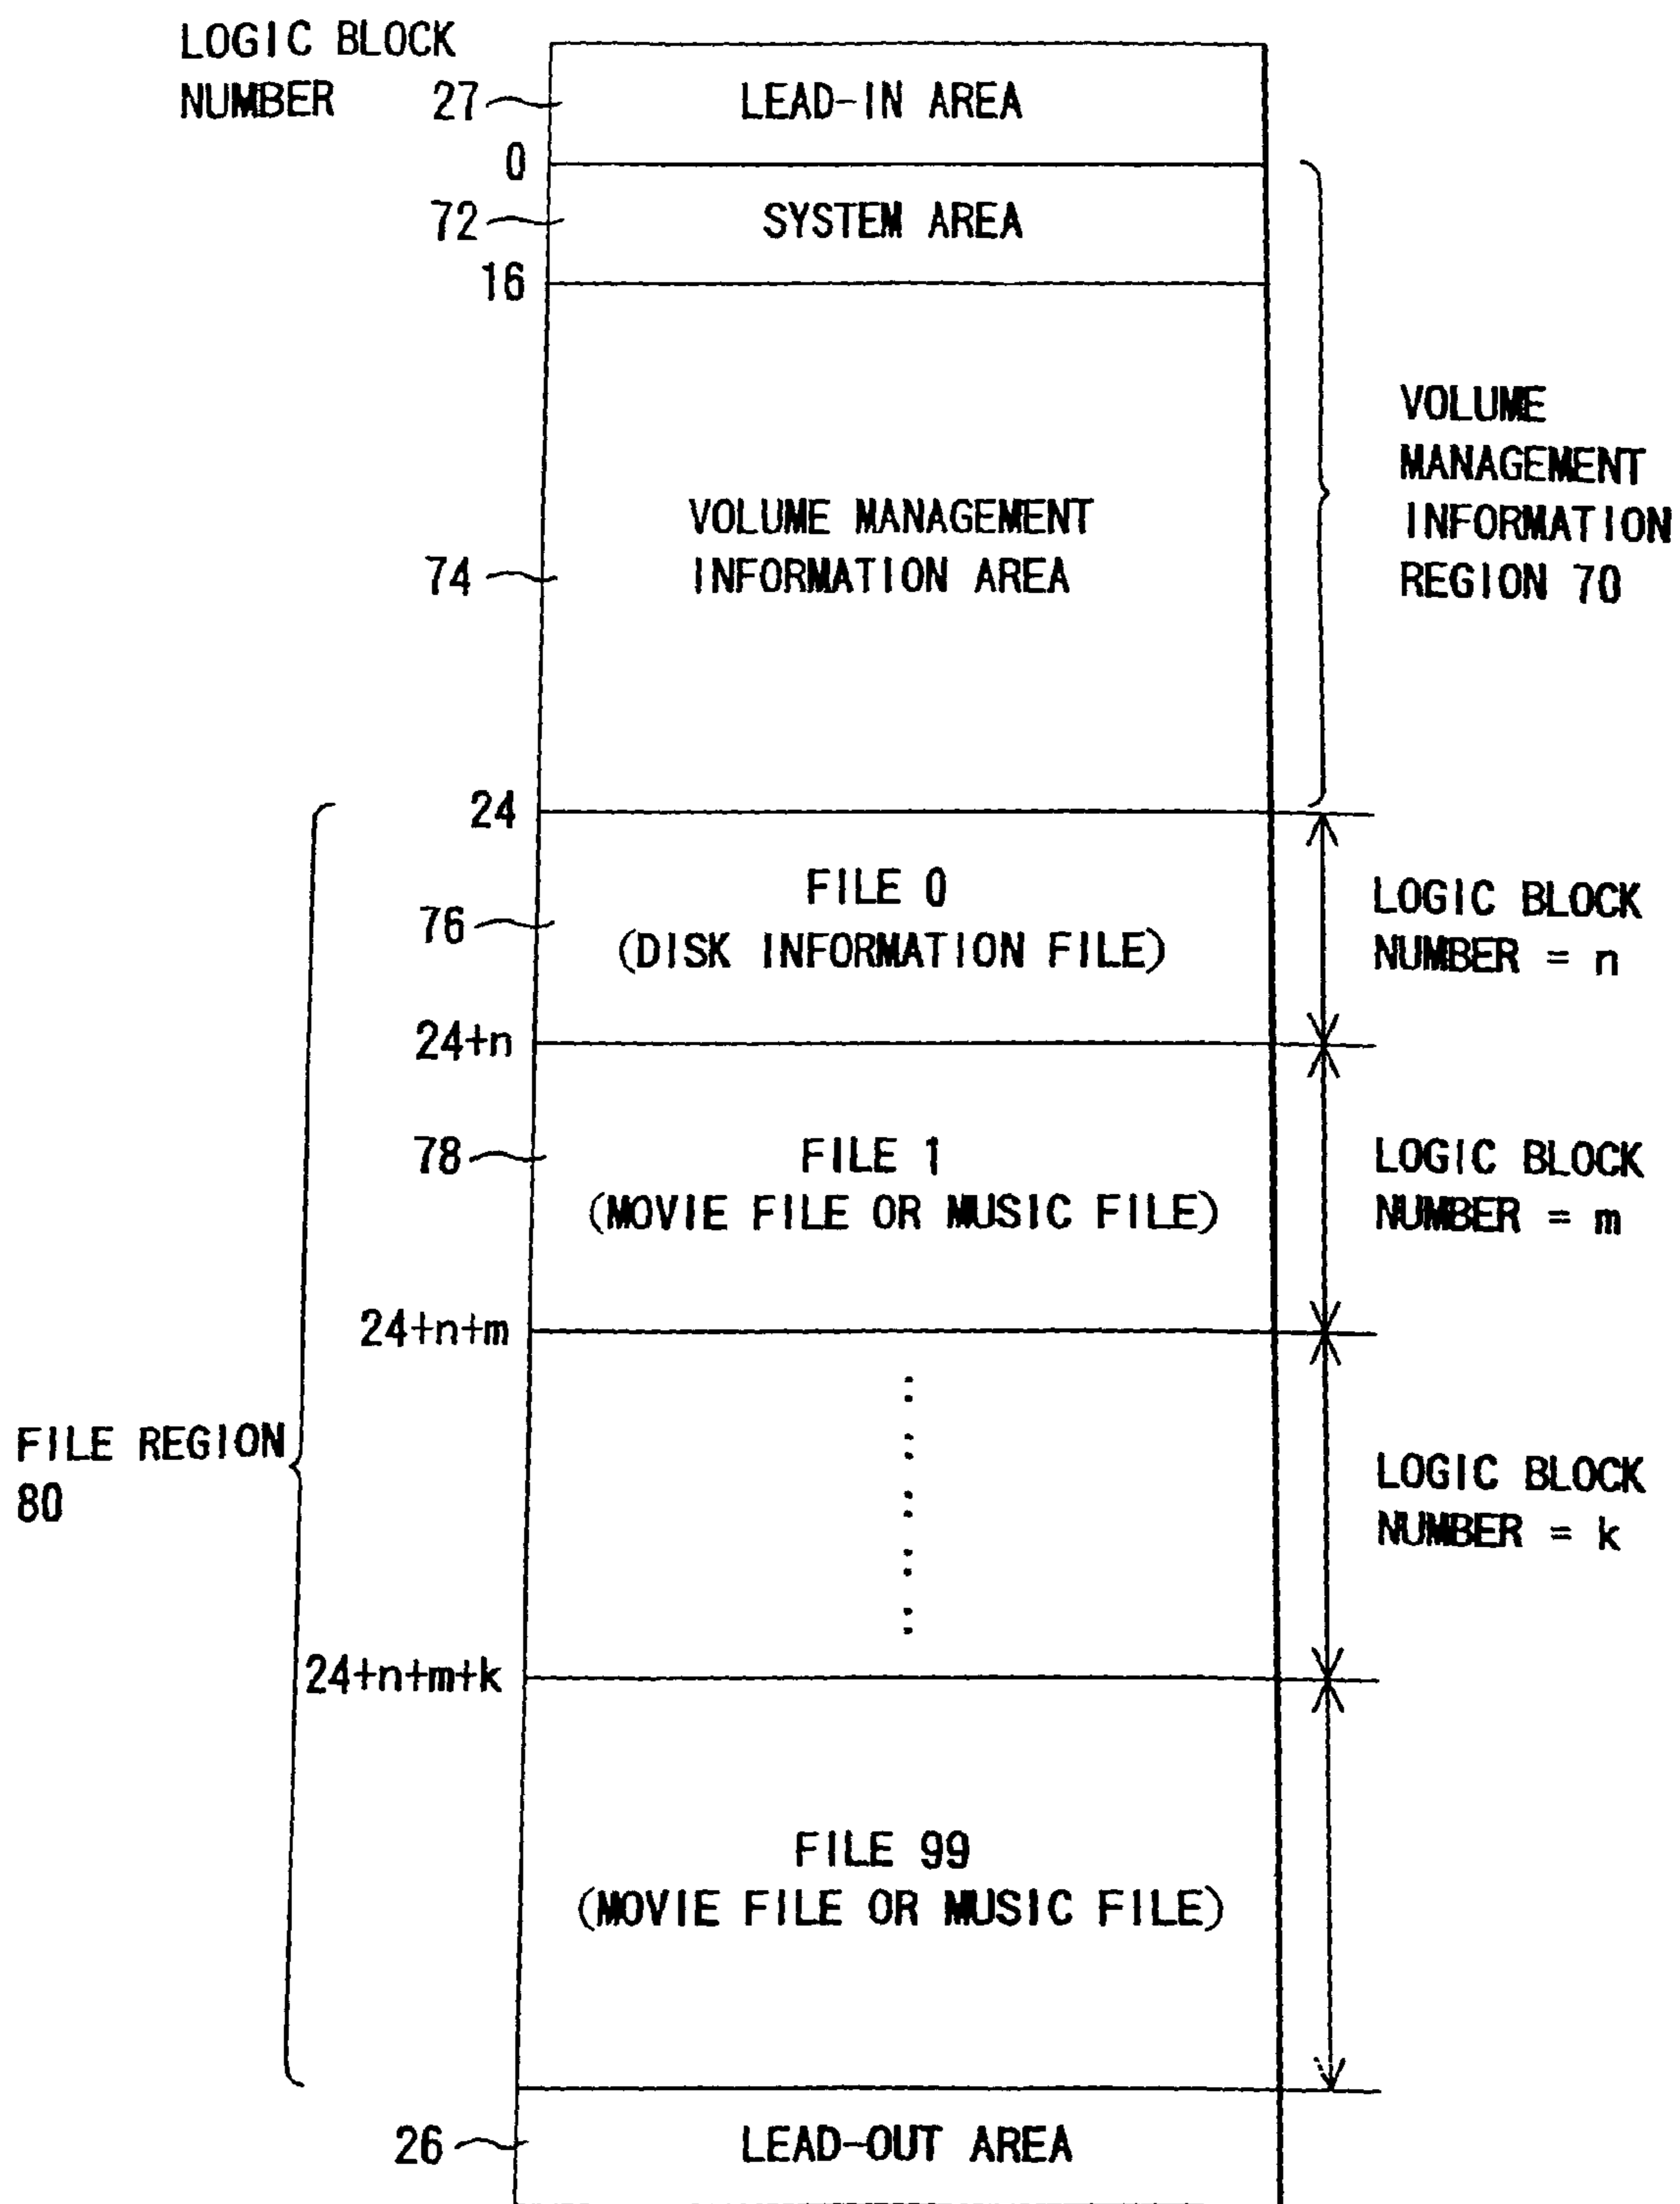 LOGIC BLOCK
NUMBER
27
LEAD-IN AREA
0
72
SYSTEM AREA
16
VOLUME
MANAGEMENT
INFORMATION
REGION 70
VOLUME MANAGEMENT
74
INFORMATION AREA
24
FILE 0
76
(DISK INFORMATION FILE)
LOGIC BLOCK
NUMBER = n
24+n
78
FILE 1
(MOVIE FILE OR MUSIC FILE)
LOGIC BLOCK
NUMBER = m
24+n+m
FILE REGION
80
LOGIC BLOCK
NUMBER = k
24+n+m+k
FILE 99
(MOVIE FILE OR MUSIC FILE)
26
LEAD-OUT AREA